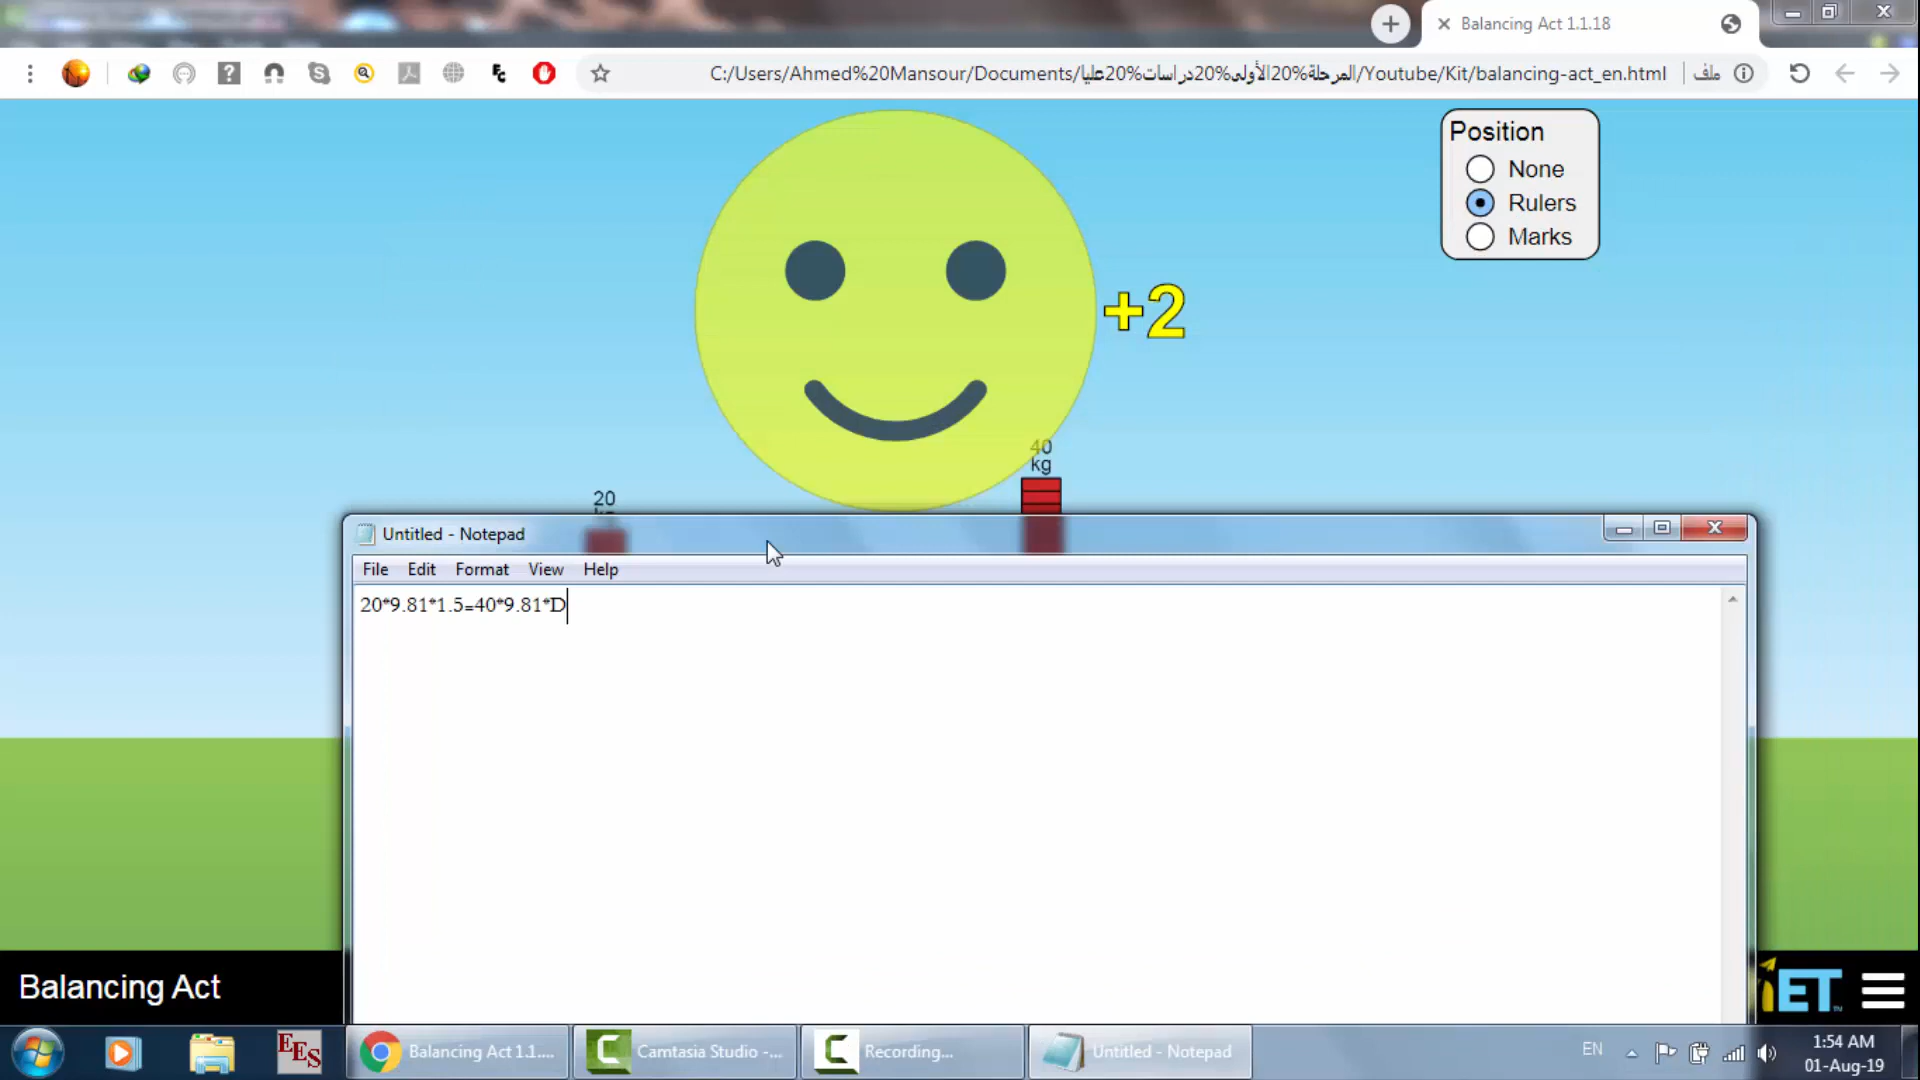 Balancing Act 1.1.18
C:/Users/Ahmed%20Mansour/Documents/المرحلة%20الأولى%20دراسات%20عليا/Youtube/Kit/balancing-act_en.html
ملف
Position
None
Rulers
Marks
+2
40
kg
20
Untitled - Notepad
File Edit Format View Help
20*9.81*1.5=40*9.81*D
Balancing Act
ET
EES
Balancing Act 1.1....
Camtasia Studio -...
Recording...
Untitled - Notepad
EN
1:54 AM
01-Aug-19